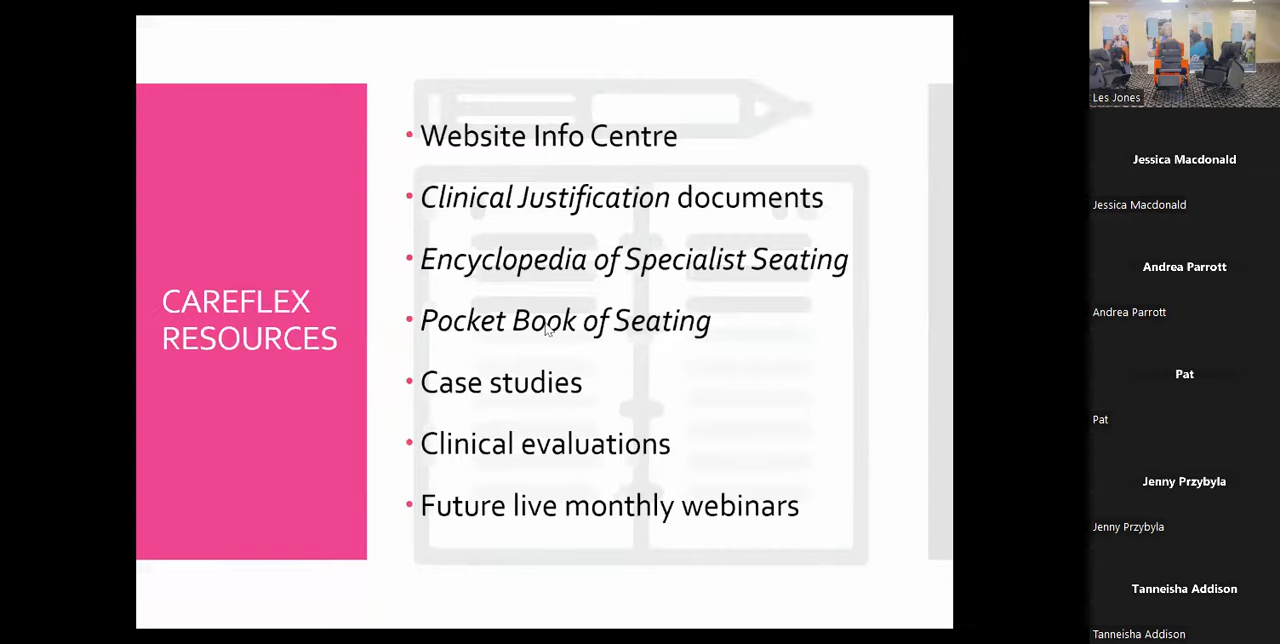 CAREFLEX
RESOURCES
• Website Info Centre
• Clinical Justification documents
• Encyclopedia of Specialist Seating
• Pocket Book of Seating
• Case studies
• Clinical evaluations
• Future live monthly webinars
Les Jones
Jessica Macdonald
Jessica Macdonald
Andrea Parrott
Andrea Parrott
Pat
Pat
Jenny Przybyla
Jenny Przybyla
Tanneisha Addison
Tanneisha Addison